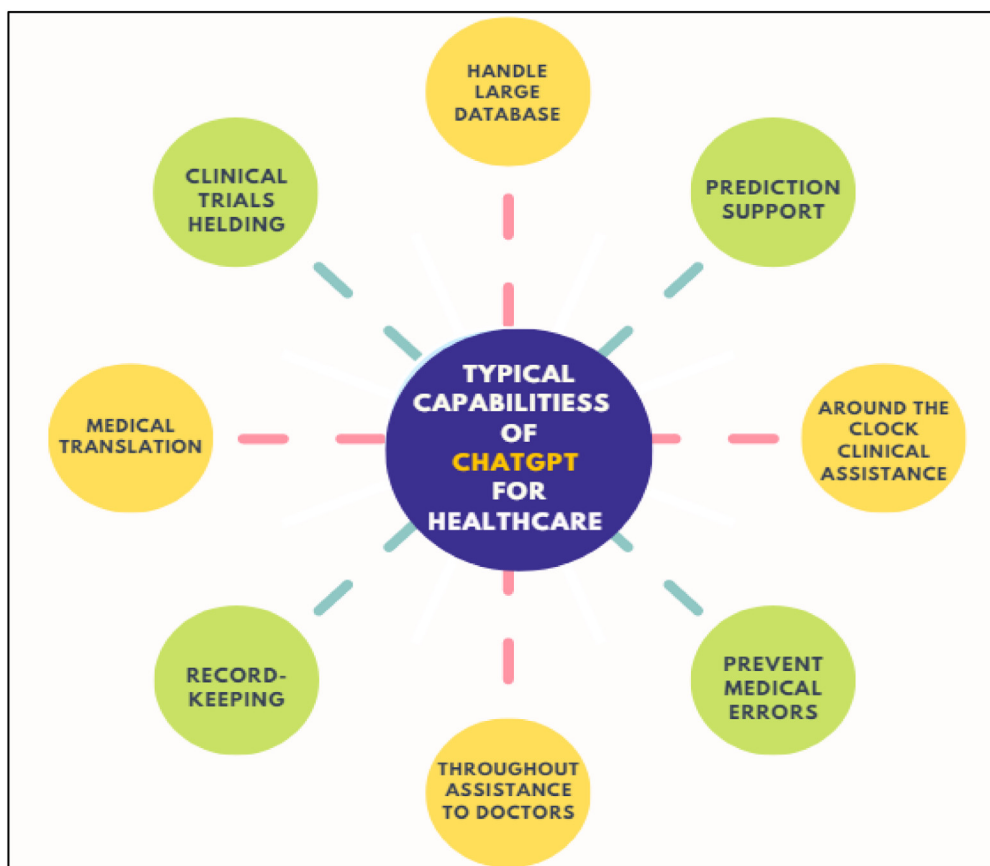 HANDLE
LARGE
DATABASE
CLINICAL
TRIALS
HELDING
PREDICTION
SUPPORT
TYPICAL
CAPABILITIESS
OF
CHATGPT
FOR
HEALTHCARE
MEDICAL
TRANSLATION
AROUND THE
CLOCK
CLINICAL
ASSISTANCE
RECORD-
KEEPING
PREVENT
MEDICAL
ERRORS
THROUGHOUT
ASSISTANCE
TO DOCTORS